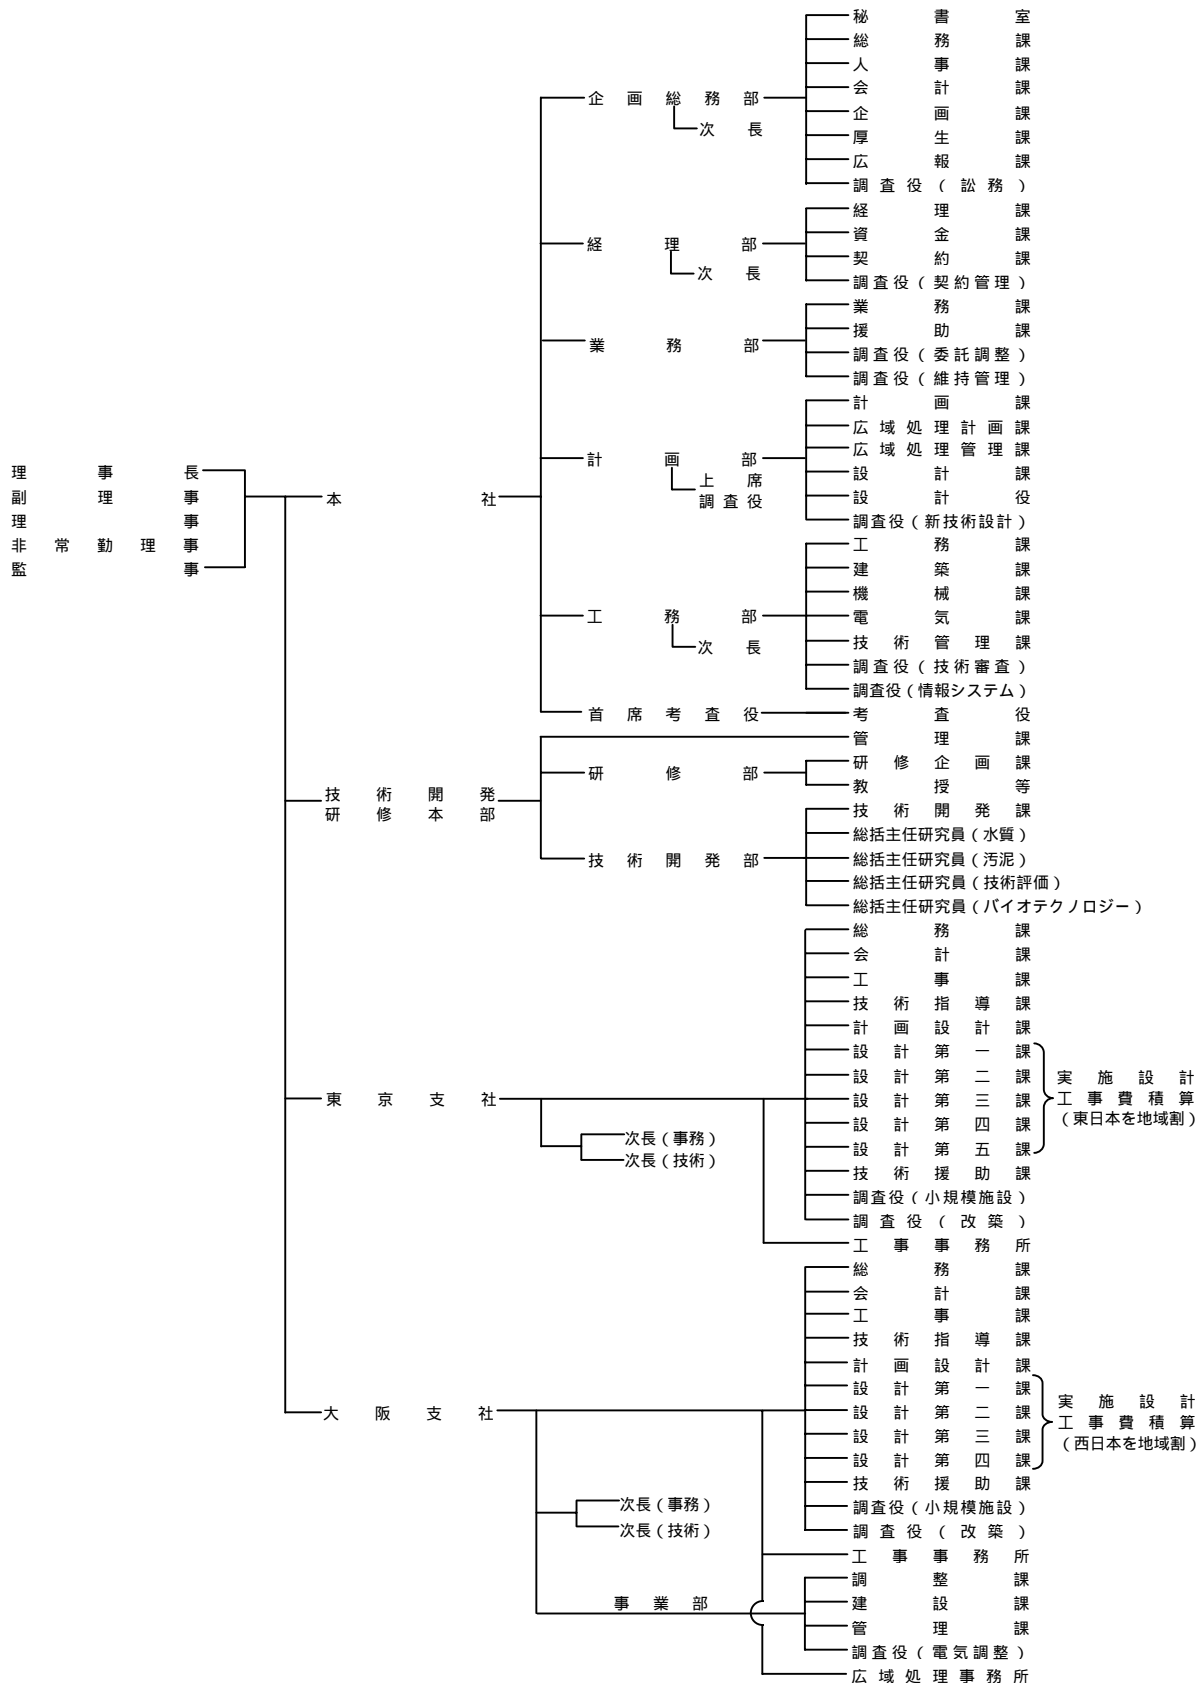 秘書室
総務課
人事課
会計課
企画総務部
企画課
次長
厚生課
広報課
調査役（訟務）
経理課
資金課
経理部
契約課
次長
調査役（契約管理）
業務課
援助課
業務部
調査役（委託調整）
調査役（維持管理）
計画課
広域処理計画課
広域処理管理課
計画部
上席
調査役
設計課
設計役
調査役（新技術設計）
理事長
副理事
理事
非常勤理事
監事
本社
工務課
建築課
機械課
工務部
電気課
次長
技術管理課
調査役（技術審査）
調査役（情報システム）
首席考査役
考査役
管理課
研修企画課
研修部
教授等
技術開発
研修本部
技術開発課
総括主任研究員（水質）
技術開発部
総括主任研究員（汚泥）
総括主任研究員（技術評価）
総括主任研究員（バイオテクノロジー）
総務課
会計課
工事課
技術指導課
計画設計課
設計第一課
設計第二課
東京支社
設計第三課
設計第四課
設計第五課
実施設計
工事費積算
（東日本を地域割）
次長（事務）
次長（技術）
技術援助課
調査役（小規模施設）
調査役（改築）
工事事務所
総務課
会計課
工事課
技術指導課
計画設計課
設計第一課
大阪支社
設計第二課
設計第三課
設計第四課
実施設計
工事費積算
（西日本を地域割）
技術援助課
次長（事務）
調査役（小規模施設）
次長（技術）
調査役（改築）
工事事務所
調整課
事業部
建設課
管理課
調査役（電気調整）
広域処理事務所